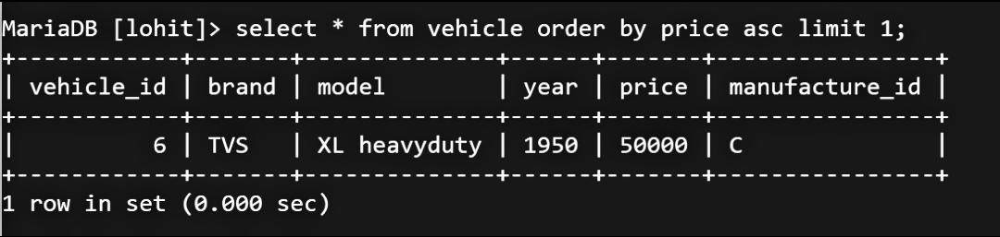 MariaDB [lohit]> select * from vehicle order by price asc limit 1;
+------------+-------+--------------+------+-------+----------------+
| vehicle_id | brand | model        | year | price | manufacture_id |
+------------+-------+--------------+------+-------+----------------+
|          6 | TVS   | XL heavyduty | 1950 | 50000 | C              |
+------------+-------+--------------+------+-------+----------------+
1 row in set (0.000 sec)